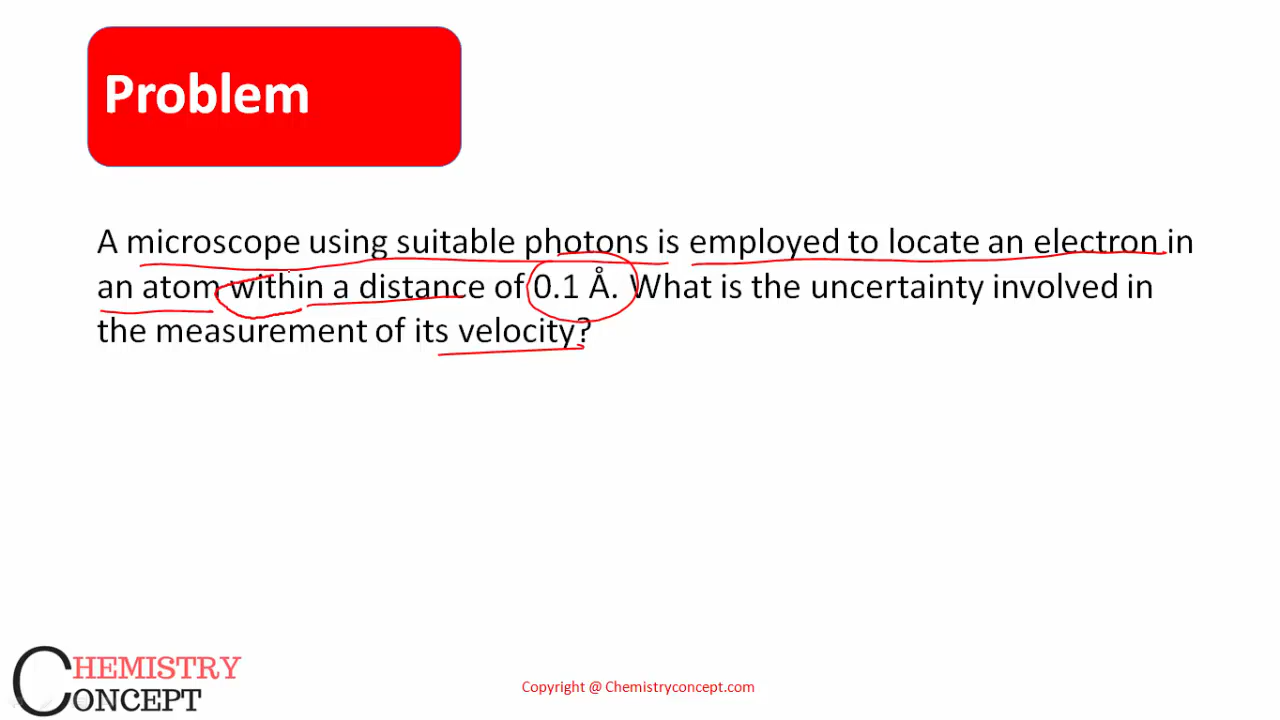 Problem
A microscope using suitable photons is employed to locate an electron in
an atom within a distance of 0.1 Å. What is the uncertainty involved in
the measurement of its velocity?
CHEMISTRY
CONCEPT
Copyright @ Chemistryconcept.com